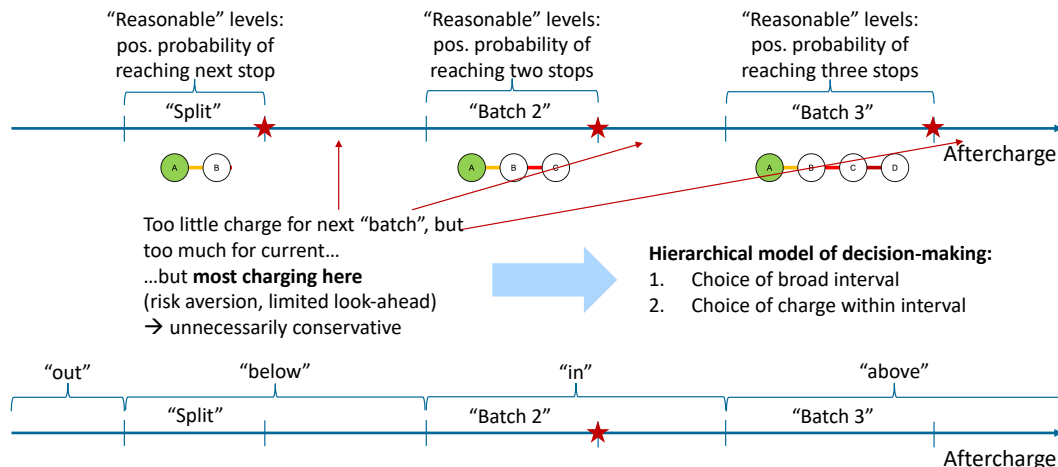 “Reasonable” levels:
pos. probability of
reaching next stop
“Reasonable” levels:
pos. probability of
reaching two stops
“Reasonable” levels:
pos. probability of
reaching three stops
“Split”
“Batch 2”
“Batch 3”
Aftercharge
A B
A B C
A B C D
Too little charge for next “batch”, but
too much for current…
…but most charging here
(risk aversion, limited look-ahead)
→ unnecessarily conservative
Hierarchical model of decision-making:
1. Choice of broad interval
2. Choice of charge within interval
“out” “below” “in” “above”
“Split” “Batch 2” “Batch 3”
Aftercharge